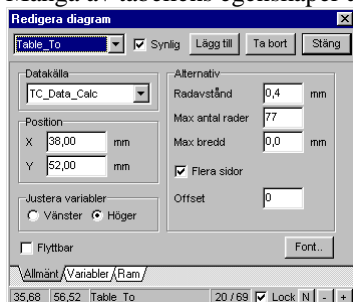 Många av tabellens egenskaper
Redigera diagram
Table_To Synlig Lägg till Ta bort Stäng
Datakälla
TC_Data_Calc
Position
X 38,00 mm
Y 52,00 mm
Justera variabler
Vänster Höger
Flyttbar
Alternativ
Radavstånd 0,4 mm
Max antal rader 77
Max bredd 0,0 mm
Flera sidor
Offset 0
Font..
Allmänt Variabler Ram
35,68 56,52 Table_To 20 / 69 Lock N - +